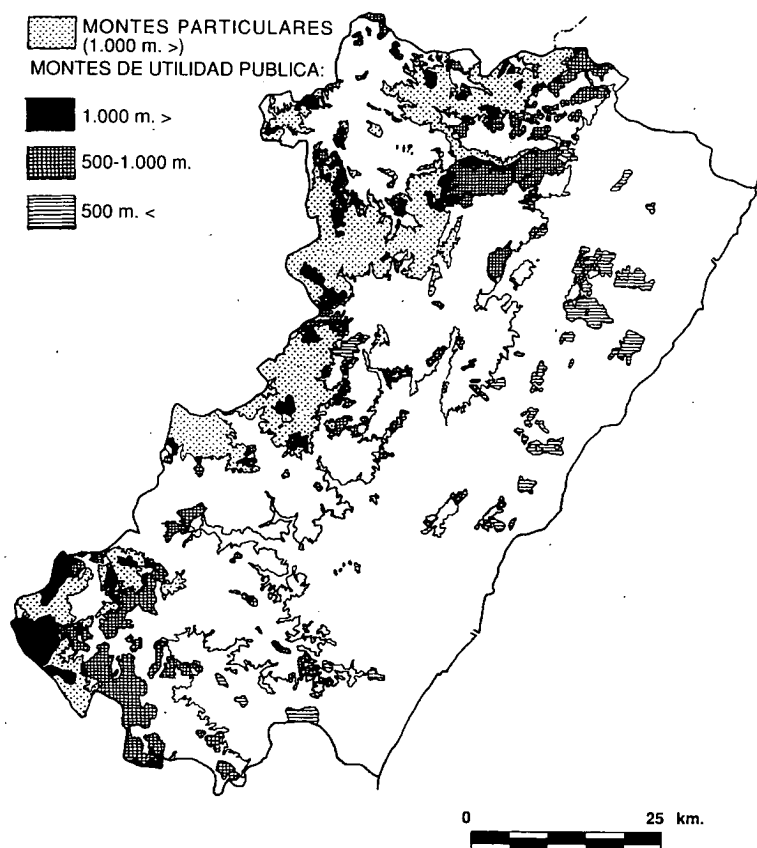 MONTES PARTICULARES
(1.000 m. >)
MONTES DE UTILIDAD PUBLICA:
1.000 m. >
500-1.000 m.
500 m. <
0 25 km.